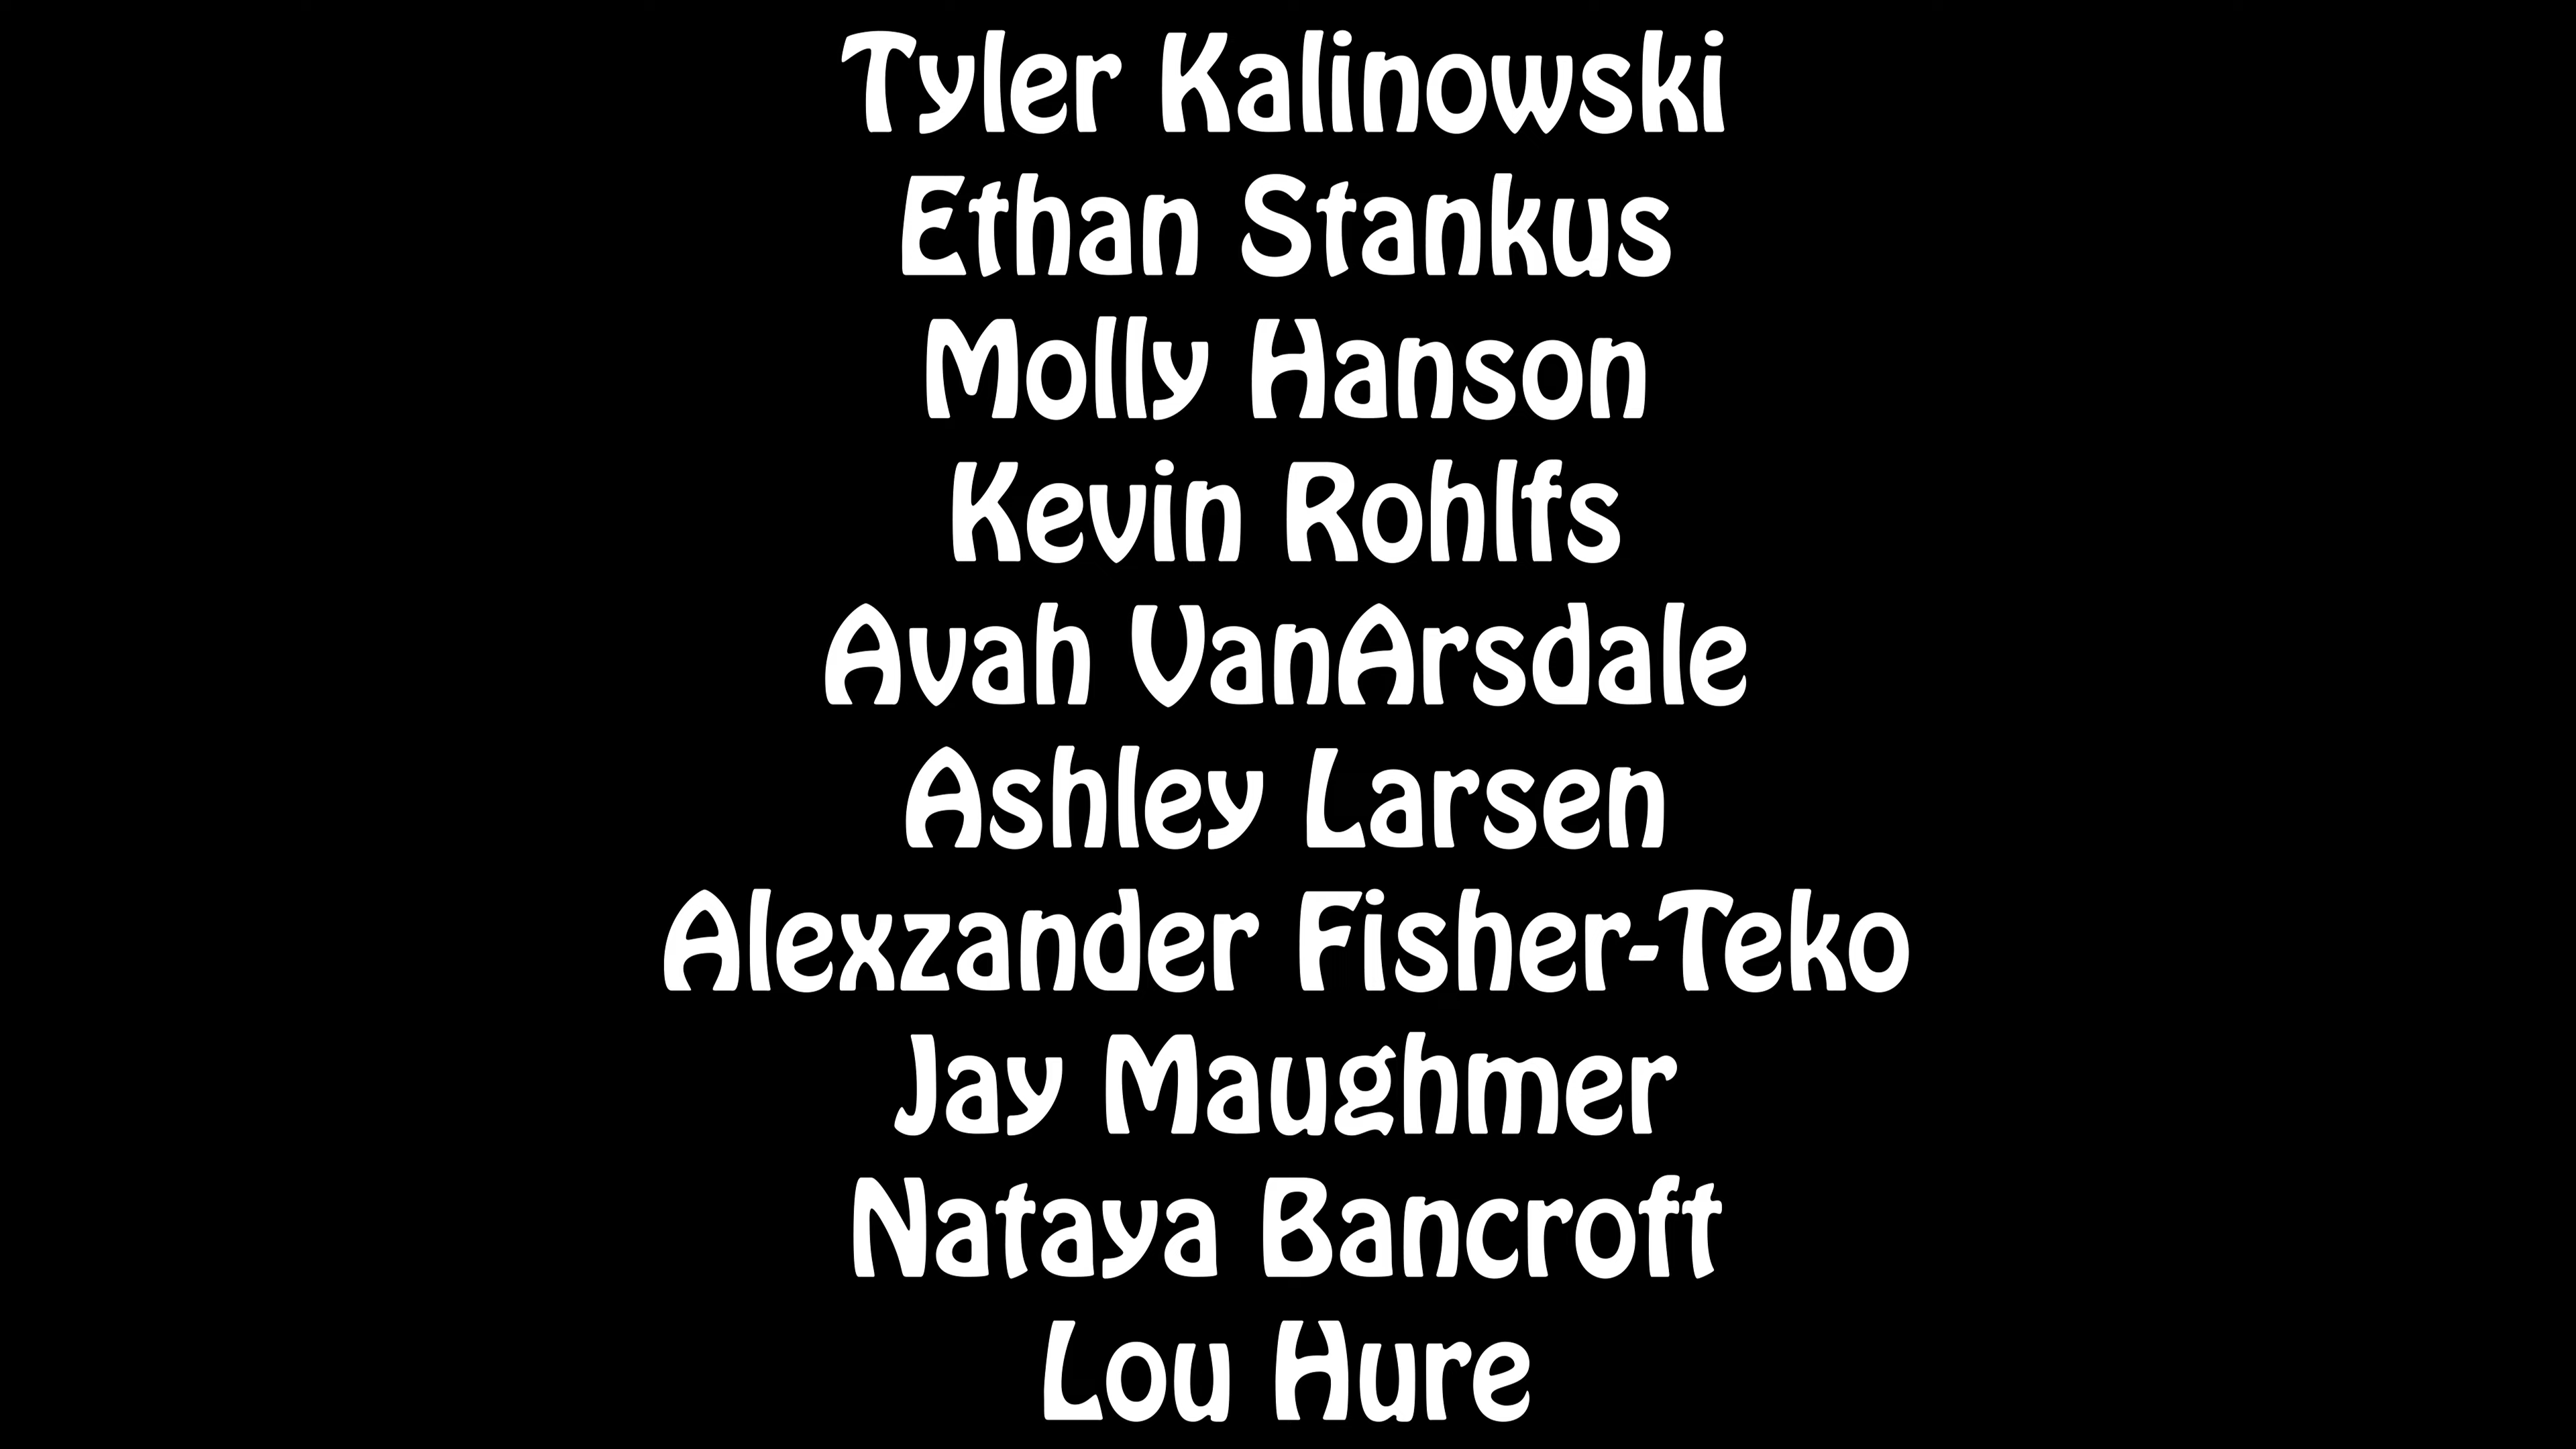 Tyler Kalinowski
Ethan Stankus
Molly Hanson
Kevin Rohlfs
Avah VanArsdale
Ashley Larsen
Alexzander Fisher-Teko
Jay Maughmer
Nataya Bancroft
Lou Hure